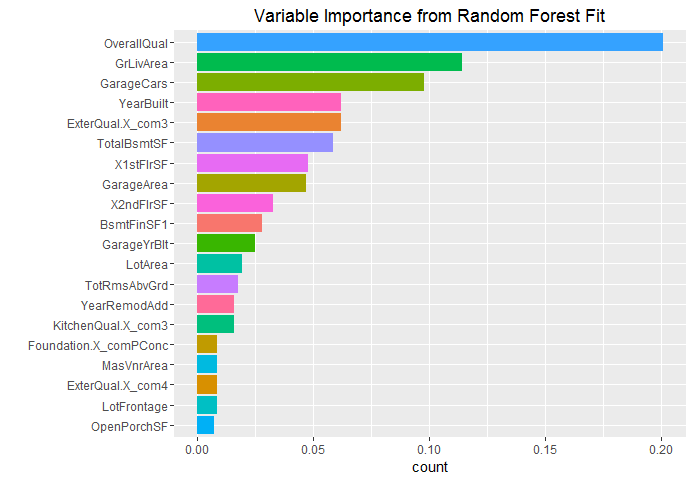 Variable Importance from Random Forest Fit
OverallQual
GrLivArea
GarageCars
YearBuilt
ExterQual.X_com3
TotalBsmtSF
X1stFlrSF
GarageArea
X2ndFlrSF
BsmtFinSF1
GarageYrBlt
LotArea
TotRmsAbvGrd
YearRemodAdd
KitchenQual.X_com3
Foundation.X_comPConc
MasVnrArea
ExterQual.X_com4
LotFrontage
OpenPorchSF
0.00 0.05 0.10 0.15 0.20
count